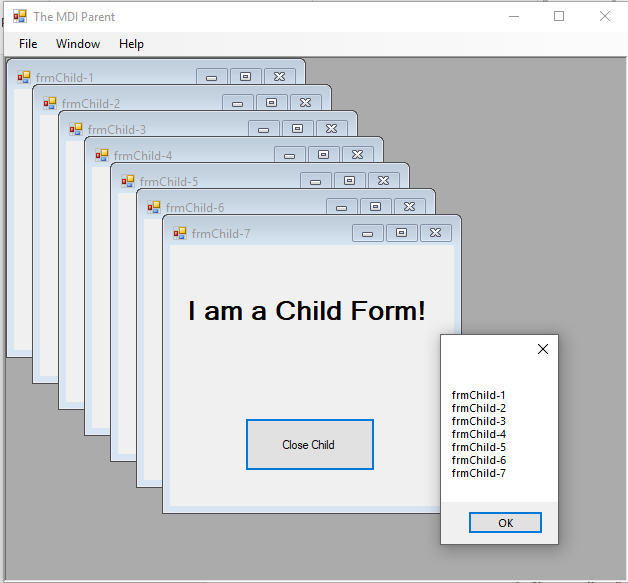 The MDI Parent
File Window Help
frmChild-1
frmChild-2
frmChild-3
frmChild-4
frmChild-5
frmChild-6
frmChild-7
I am a Child Form!
Close Child
frmChild-1
frmChild-2
frmChild-3
frmChild-4
frmChild-5
frmChild-6
frmChild-7
OK